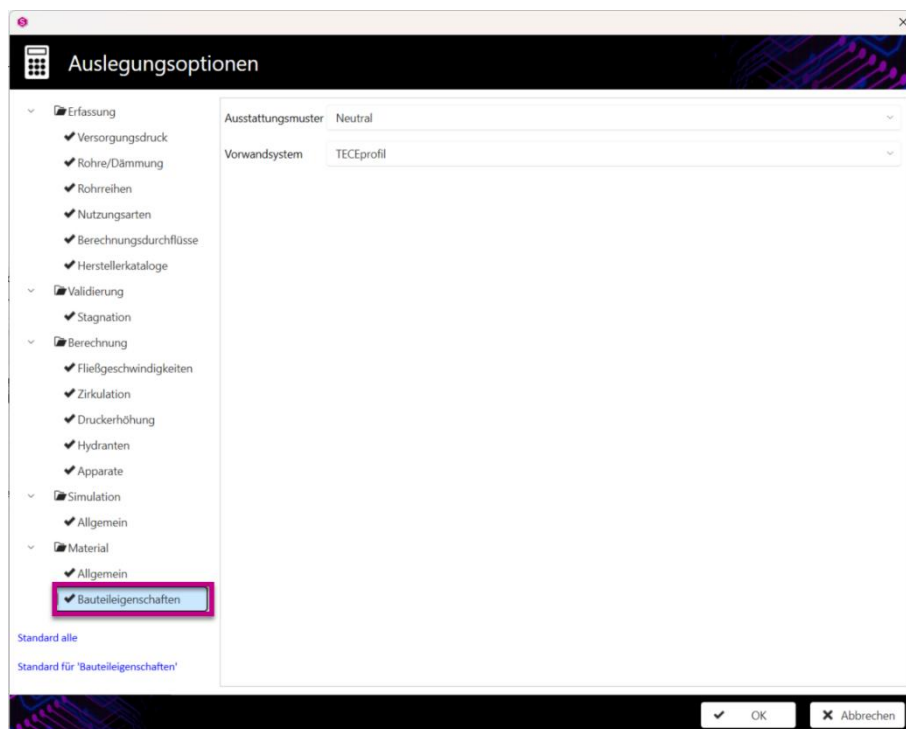 Auslegungsoptionen
Erfassung
Versorgungsdruck
Rohre/Dämmung
Rohrreihen
Nutzungsarten
Berechnungsdurchflüsse
Herstellerkataloge
Validierung
Stagnation
Berechnung
Fließgeschwindigkeiten
Zirkulation
Druckerhöhung
Hydranten
Apparate
Simulation
Allgemein
Material
Allgemein
Bauteileigenschaften
Standard alle
Standard für 'Bauteileigenschaften'
Ausstattungsmuster Neutral
Vorwandsystem TECEprofil
OK Abbrechen